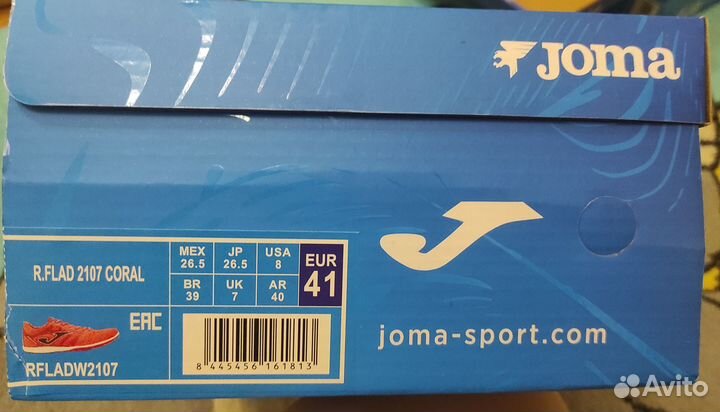 JOMA
R.FLAD 2107 CORAL
MEX 26.5
JP 26.5
USA 8
BR 39
UK 7
AR 40
EUR 41
EAC
RFLADW2107
8 445456 161813
joma-sport.com
Avito